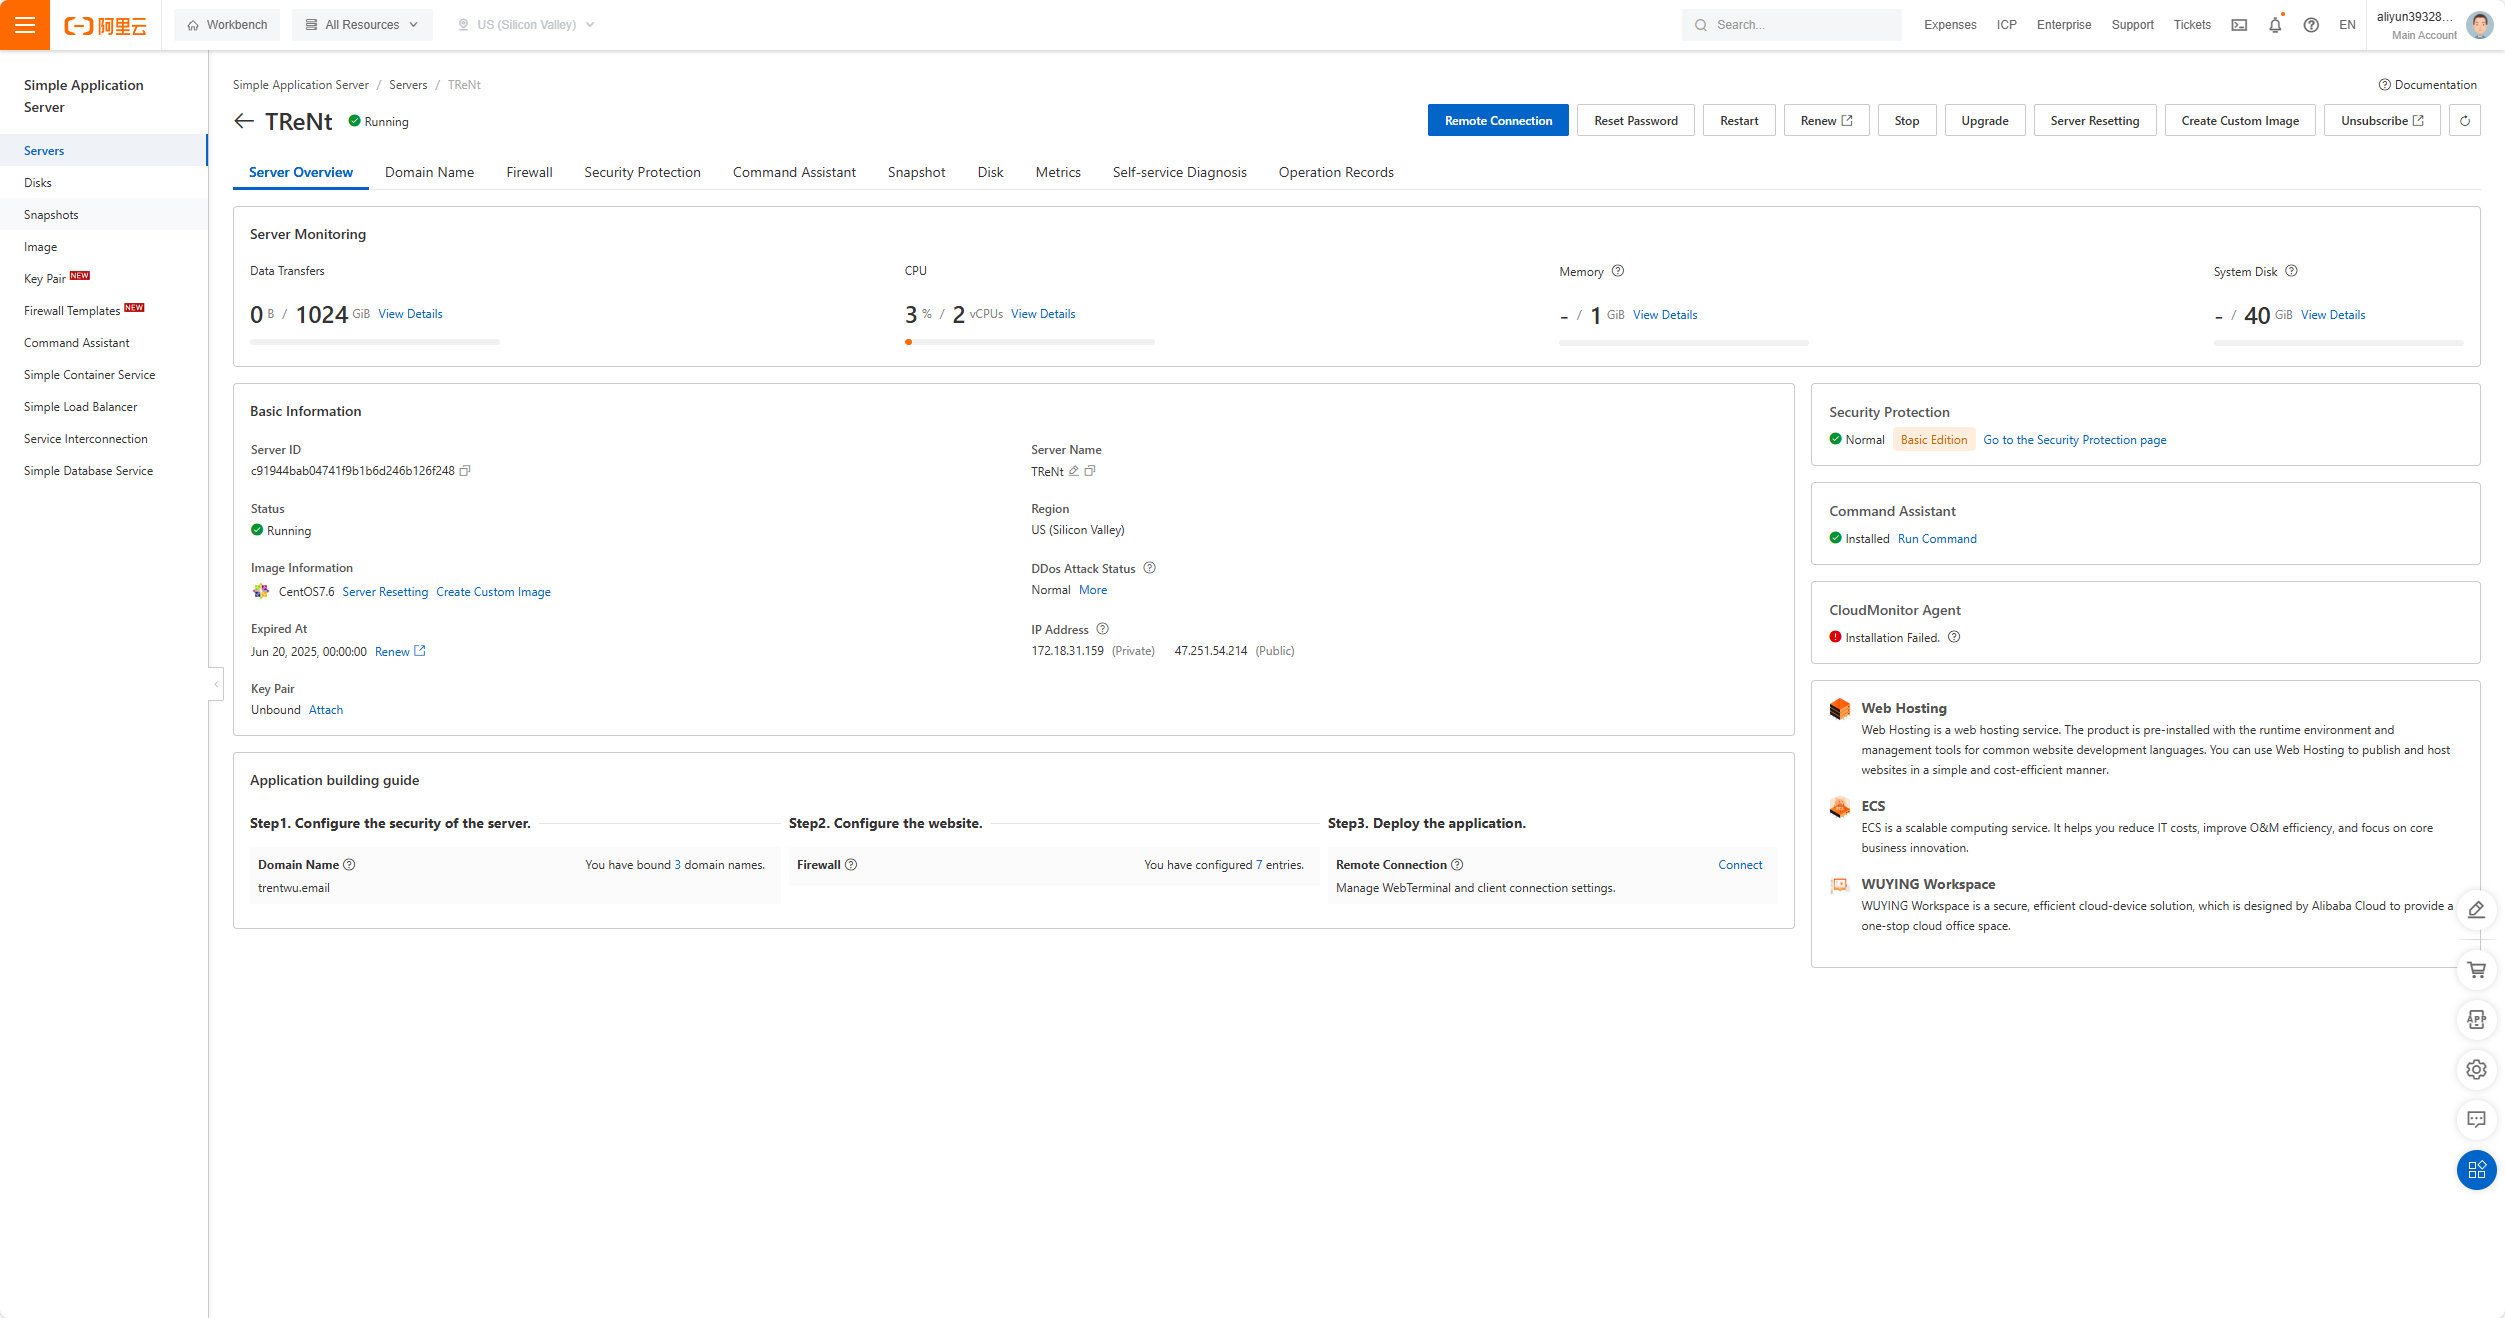 阿里云
Workbench
All Resources
US (Silicon Valley)
Search...
Expenses
ICP
Enterprise
Support
Tickets
EN
aliyun39328...
Main Account
Simple Application
Server
Servers
Disks
Snapshots
Image
Key Pair NEW
Firewall Templates NEW
Command Assistant
Simple Container Service
Simple Load Balancer
Service Interconnection
Simple Database Service
Simple Application Server / Servers / TReNt
Documentation
TReNt
Running
Remote Connection
Reset Password
Restart
Renew
Stop
Upgrade
Server Resetting
Create Custom Image
Unsubscribe
Server Overview
Domain Name
Firewall
Security Protection
Command Assistant
Snapshot
Disk
Metrics
Self-service Diagnosis
Operation Records
Server Monitoring
Data Transfers
0 B / 1024 GiB View Details
CPU
3 % / 2 vCPUs View Details
Memory
- / 1 GiB View Details
System Disk
- / 40 GiB View Details
Basic Information
Server ID
c91944bab04741f9b1b6d246b126f248
Server Name
TReNt
Status
Running
Region
US (Silicon Valley)
Image Information
CentOS7.6 Server Resetting Create Custom Image
DDos Attack Status
Normal More
Expired At
Jun 20, 2025, 00:00:00 Renew
IP Address
172.18.31.159 (Private) 47.251.54.214 (Public)
Key Pair
Unbound Attach
Application building guide
Step1. Configure the security of the server.
Domain Name
You have bound 3 domain names.
trentwu.email
Step2. Configure the website.
Firewall
You have configured 7 entries.
Step3. Deploy the application.
Remote Connection
Connect
Manage WebTerminal and client connection settings.
Security Protection
Normal Basic Edition Go to the Security Protection page
Command Assistant
Installed Run Command
CloudMonitor Agent
Installation Failed.
Web Hosting
Web Hosting is a web hosting service. The product is pre-installed with the runtime environment and
management tools for common website development languages. You can use Web Hosting to publish and host
websites in a simple and cost-efficient manner.
ECS
ECS is a scalable computing service. It helps you reduce IT costs, improve O&M efficiency, and focus on core
business innovation.
WUYING Workspace
WUYING Workspace is a secure, efficient cloud-device solution, which is designed by Alibaba Cloud to provide a
one-stop cloud office space.
APP